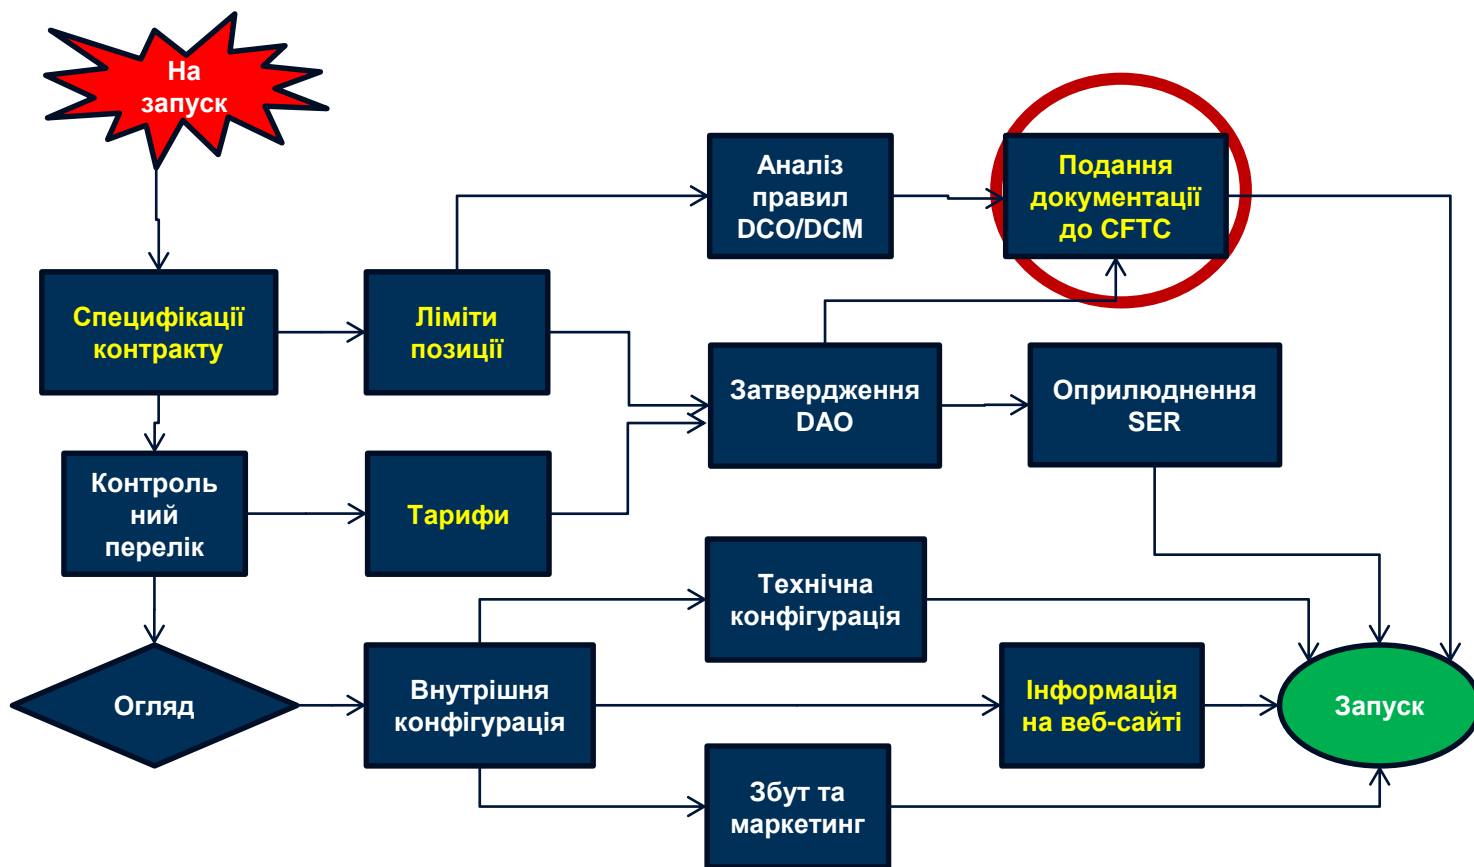 На
запуск
Аналіз
правил
DCO/DCM
Подання
документації
до CFTC
Специфікації
контракту
Ліміти
позиції
Затвердження
DAO
Оприлюднення
SER
Контроль
ний
перелік
Тарифи
Технічна
конфігурація
Огляд
Внутрішня
конфігурація
Інформація
на веб-сайті
Запуск
Збут та
маркетинг